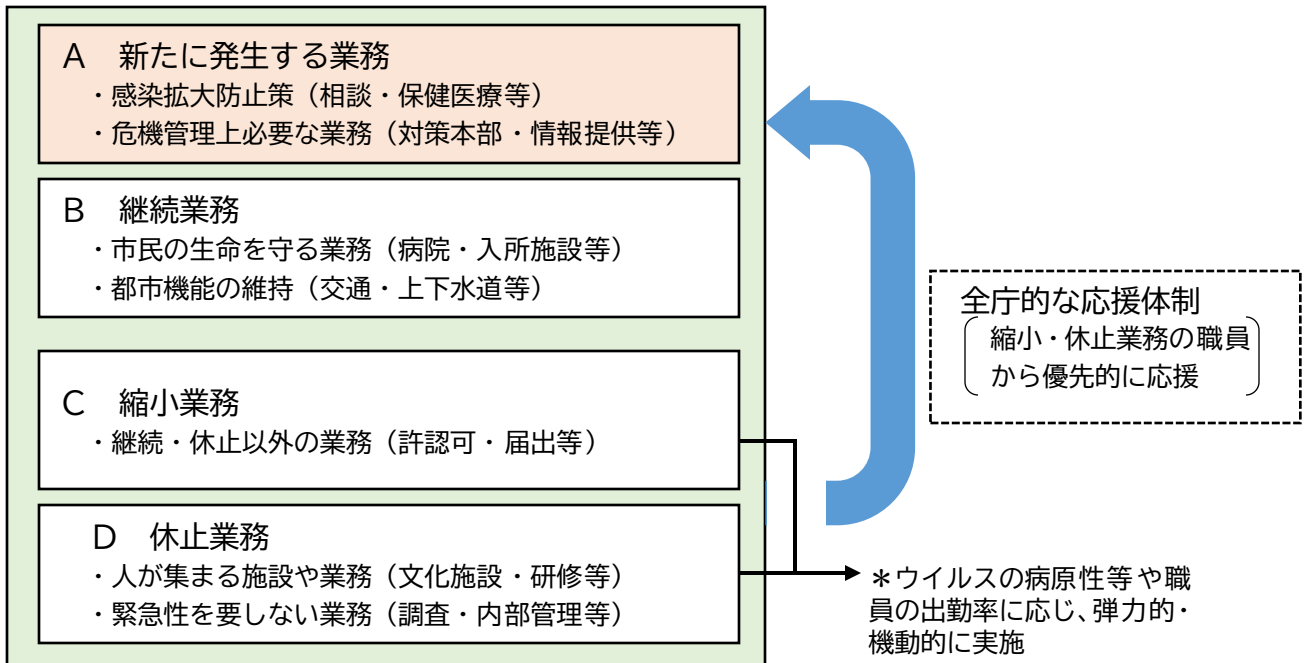 A 新たに発生する業務
・感染拡大防止策（相談・保健医療等）
・危機管理上必要な業務（対策本部・情報提供等）
B 継続業務
・市民の生命を守る業務（病院・入所施設等）
・都市機能の維持（交通・上下水道等）
C 縮小業務
・継続・休止以外の業務（許認可・届出等）
D 休止業務
・人が集まる施設や業務（文化施設・研修等）
・緊急性を要しない業務（調査・内部管理等）
全庁的な応援体制
縮小・休止業務の職員
から優先的に応援
＊ウイルスの病原性等や職
員の出勤率に応じ、弾力的・
機動的に実施